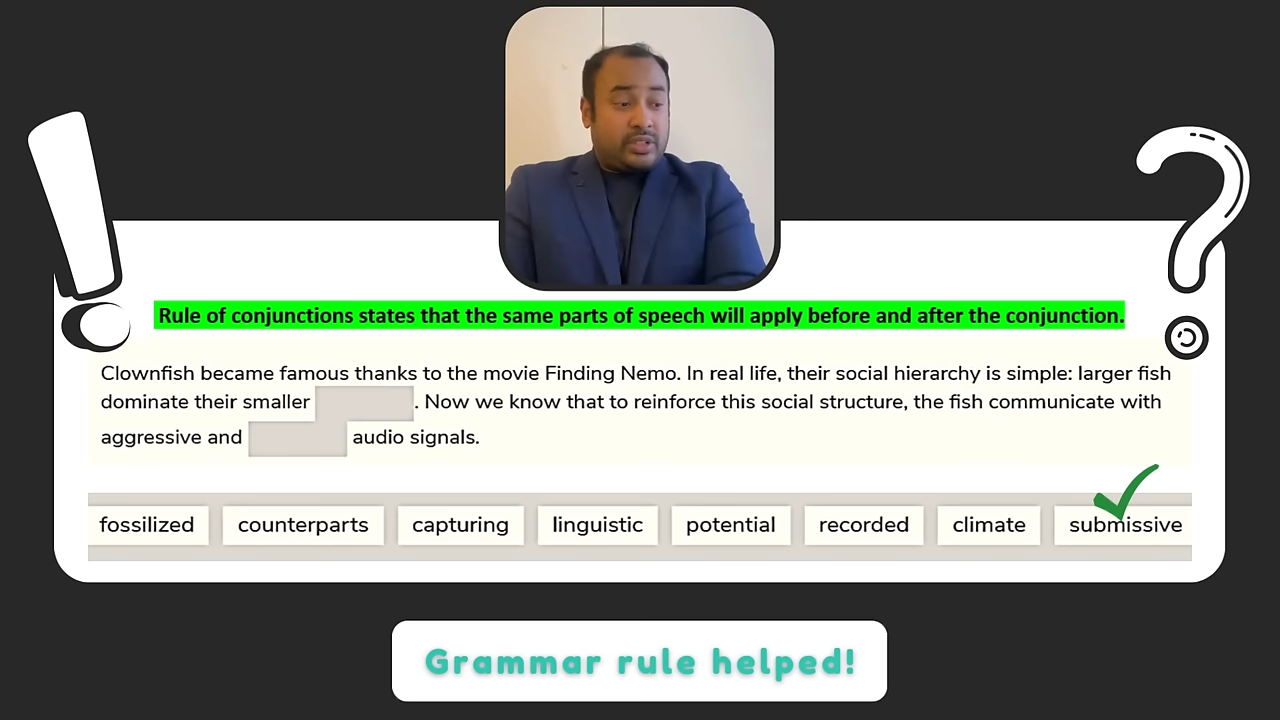 Rule of conjunctions states that the same parts of speech will apply before and after the conjunction.
Clownfish became famous thanks to the movie Finding Nemo. In real life, their social hierarchy is simple: larger fish
dominate their smaller . Now we know that to reinforce this social structure, the fish communicate with
aggressive and audio signals.
fossilized counterparts capturing linguistic potential recorded climate submissive
Grammar rule helped!